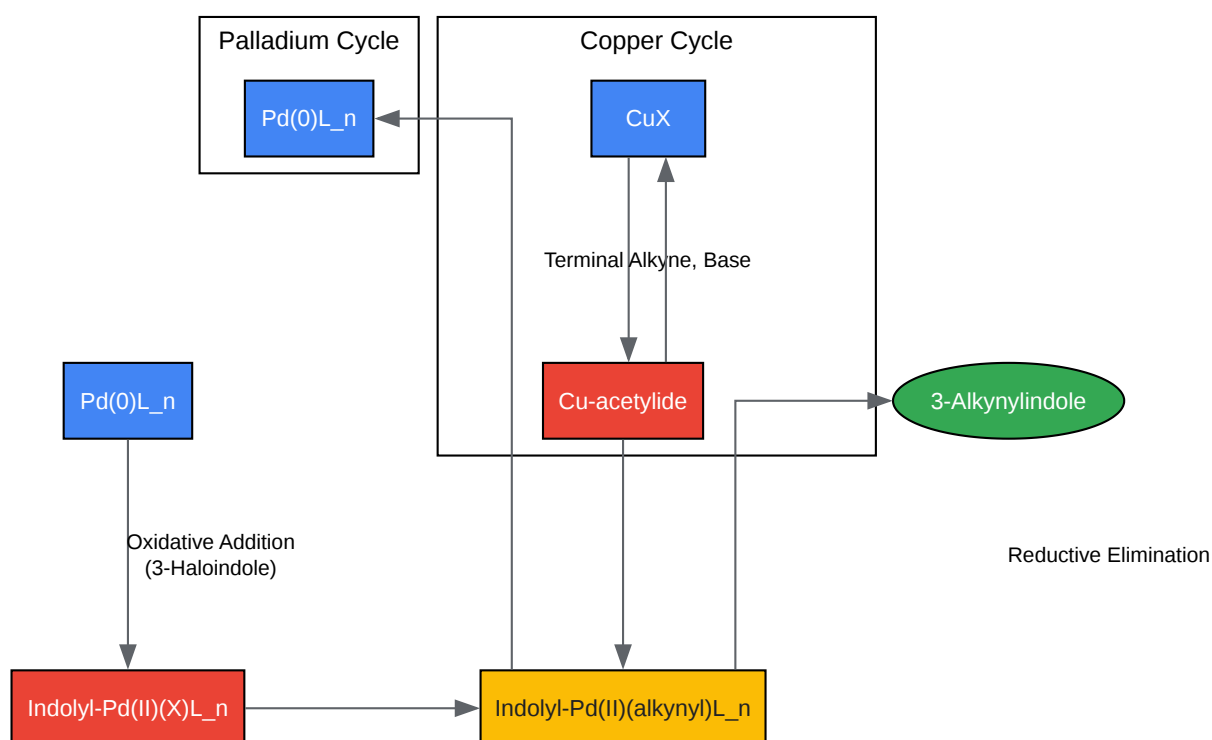 Palladium Cycle
Copper Cycle
Pd(0)L_n
CuX
Terminal Alkyne, Base
Pd(0)L_n
Cu-acetylide
3-Alkynylindole
Oxidative Addition
(3-Haloindole)
Reductive Elimination
Indolyl-Pd(II)(X)L_n
Indolyl-Pd(II)(alkynyl)L_n